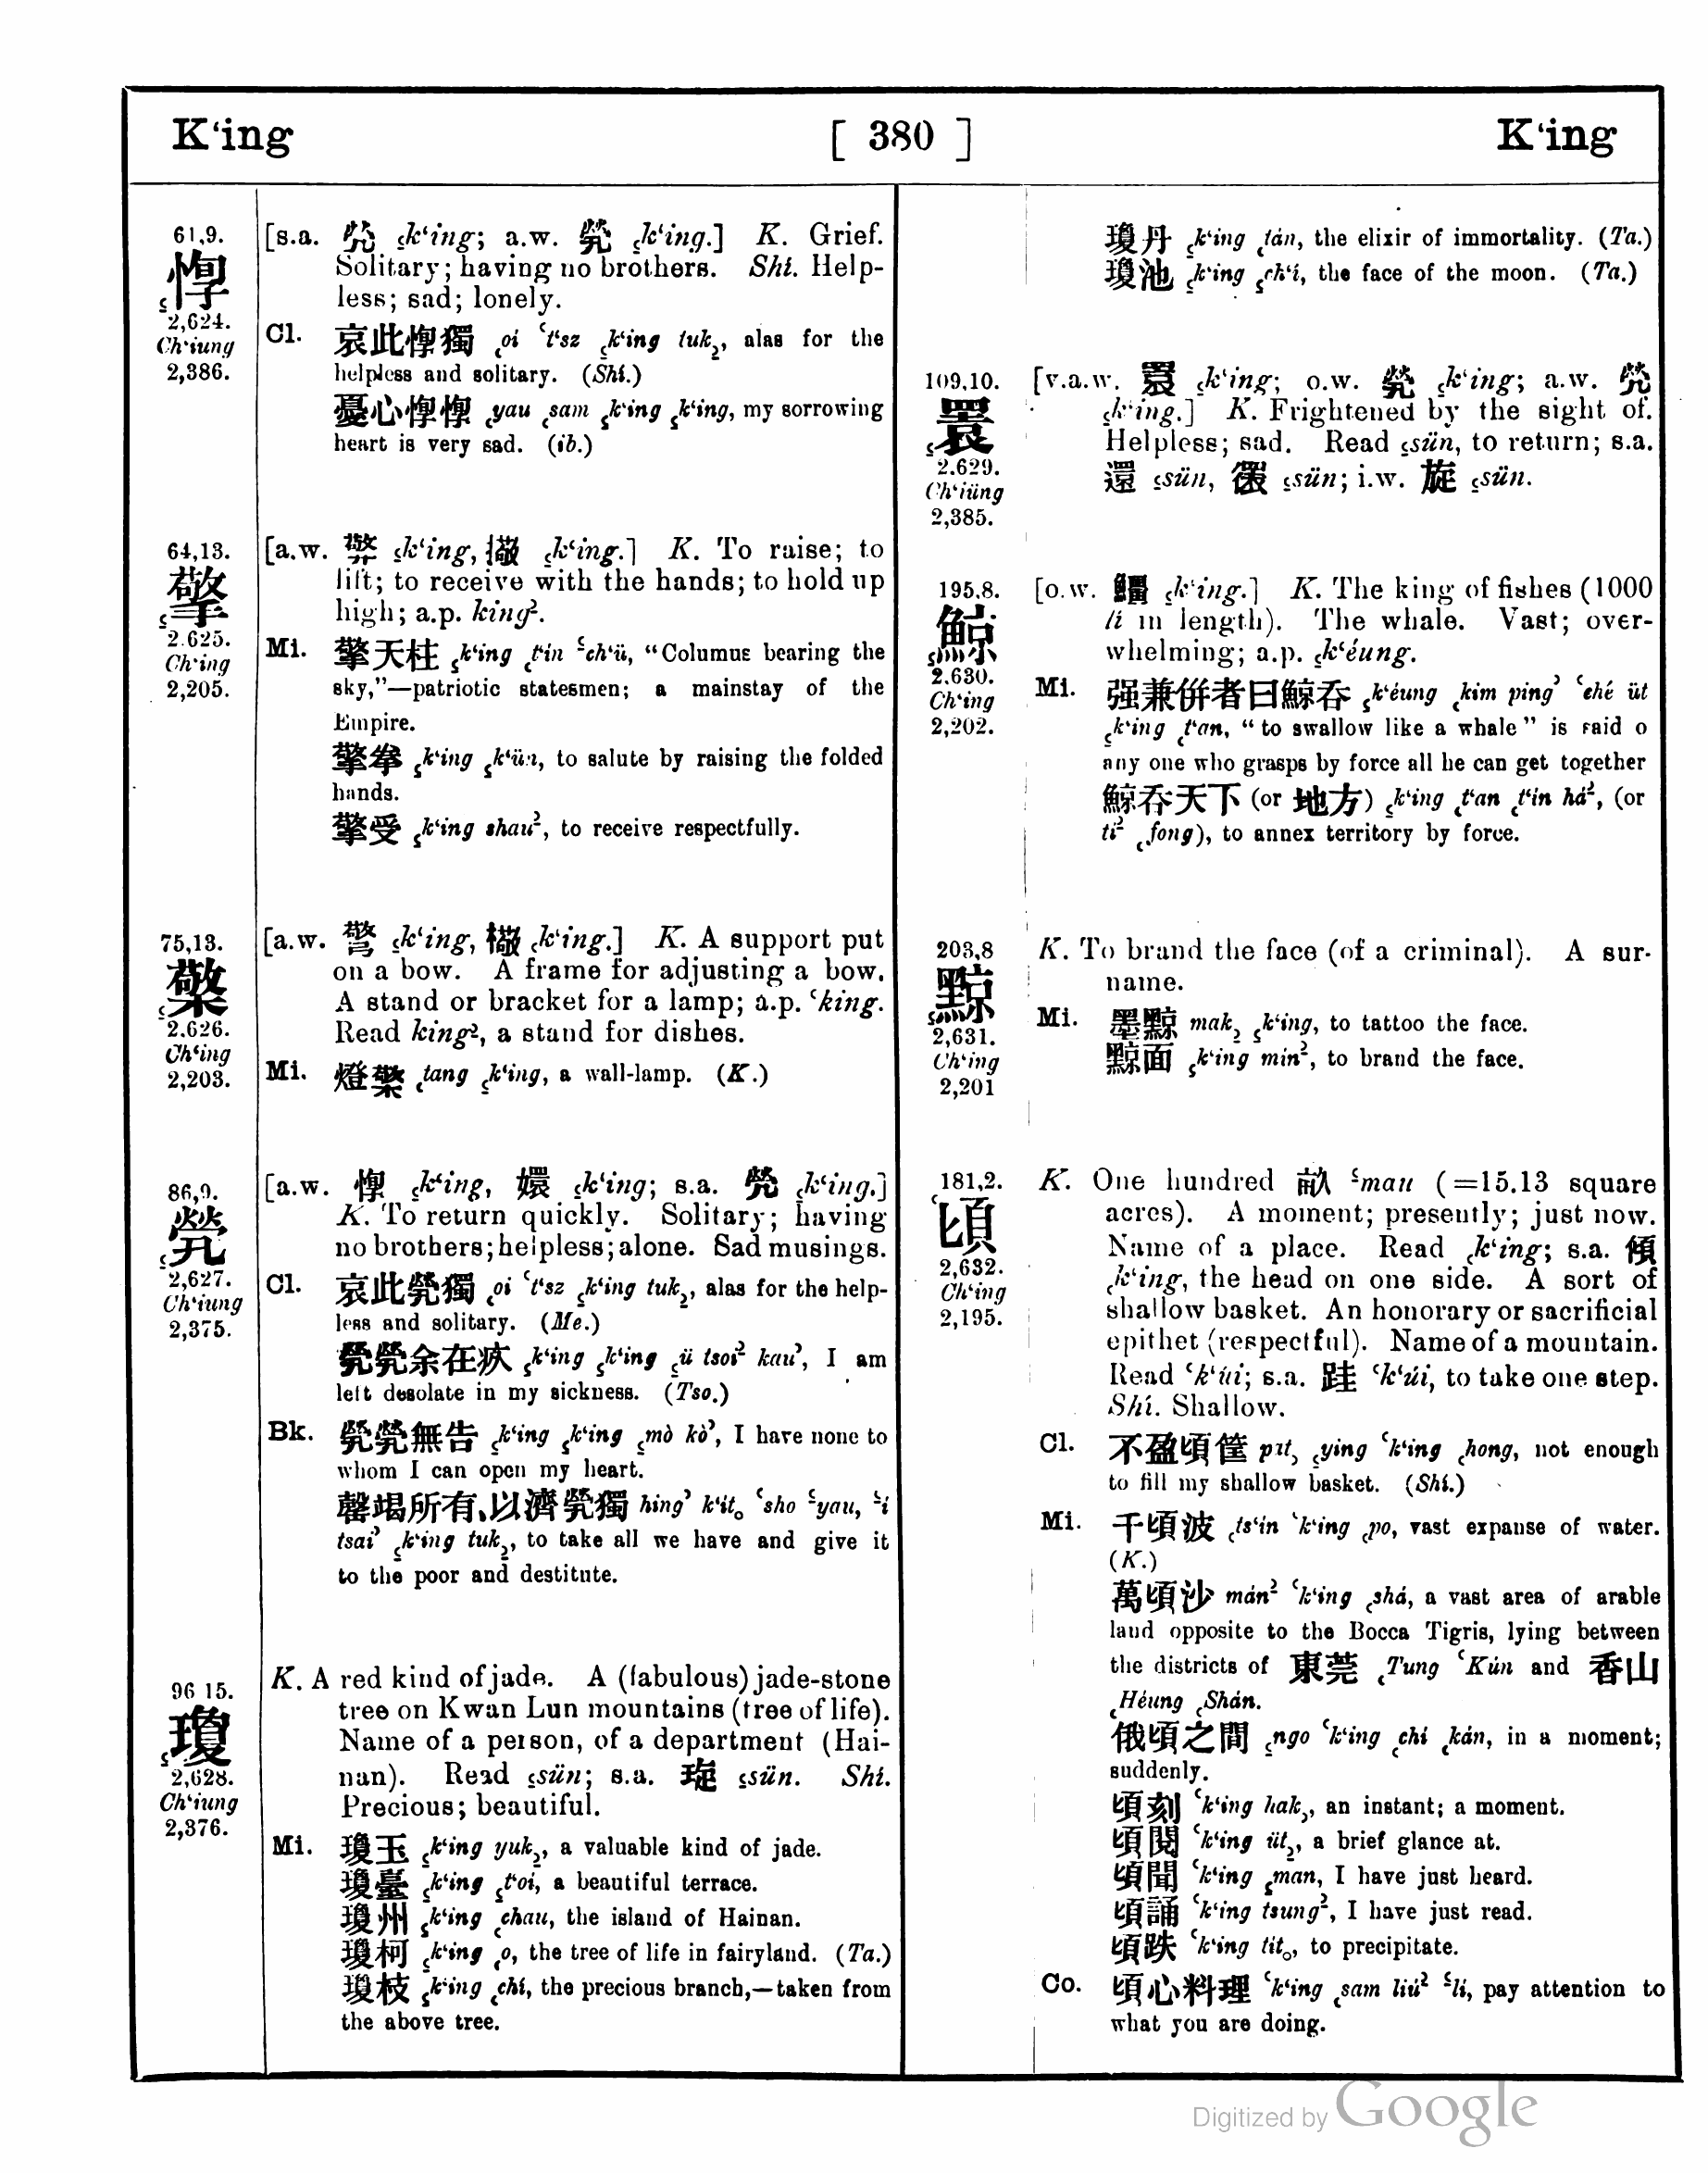 K‘ing [ 380 ] K‘ing
61,9.
惸
2,624.
Ch‘iung
2,386.
[s.a. 煢 ꜁k‘ing; a.w. 煢 ꜁k‘ing.] K. Grief.
Solitary; having no brothers. Shí. Help-
less; sad; lonely.
Cl. 哀此惸獨 ꜀oi ꜂t‘sz ꜁k‘ing tuk꜇, alas for the
helpless and solitary. (Shí.)
憂心惸惸 ꜀yau ꜀sam ꜁k‘ing ꜁k‘ing, my sorrowing
heart is very sad. (ib.)
64,13.
擎
2.625.
Ch‘ing
2,205.
[a.w. ꜁k‘ing, ꜁k‘ing.] K. To raise; to
lift; to receive with the hands; to hold up
high; a.p. king².
Mi. 擎天柱 ꜁k‘ing ꜀t‘in ꜃ch‘ü, “Columns bearing the
sky,”—patriotic statesmen; a mainstay of the
Empire.
擎拳 ꜁k‘ing ꜁k‘ün, to salute by raising the folded
hands.
擎受 ꜁k‘ing shau², to receive respectfully.
75,13.
檠
2.626.
Ch‘ing
2,203.
[a.w. ꜁k‘ing, ꜁k‘ing.] K. A support put
on a bow. A frame for adjusting a bow.
A stand or bracket for a lamp; a.p. ꜂king.
Read king², a stand for dishes.
Mi. 燈檠 ꜀tang ꜁k‘ing, a wall-lamp. (K.)
86,9.
煢
2,627.
Ch‘iung
2,375.
[a.w. 惸 ꜁k‘ing, 嬛 ꜁k‘ing; s.a. ꜁k‘ing.]
K. To return quickly. Solitary; having
no brothers; helpless; alone. Sad musings.
Cl. 哀此煢獨 ꜀oi ꜂t‘sz ꜁k‘ing tuk꜇, alas for the help-
less and solitary. (Me.)
煢煢余在疚 ꜁k‘ing ꜁k‘ing ꜁ü tsoi² kau꜄, I am
left desolate in my sickness. (Tso.)
Bk. 煢煢無告 ꜁k‘ing ꜁k‘ing ꜁mò kò꜄, I have none to
whom I can open my heart.
罄竭所有、以濟煢獨 hing꜄ k‘it｡ ꜂sho ꜃yau, ꜃i
tsai꜄ ꜁k‘ing tuk꜇, to take all we have and give it
to the poor and destitute.
96 15.
瓊
2,628.
Ch‘iung
2,376.
K. A red kind of jade. A (fabulous) jade-stone
tree on Kwan Lun mountains (tree of life).
Name of a person, of a department (Hai-
nan). Read ꜁sün; s.a. 琁 ꜁sün. Shí.
Precious; beautiful.
Mi. 瓊玉 ꜁k‘ing yuk꜇, a valuable kind of jade.
瓊臺 ꜁k‘ing ꜁t‘oi, a beautiful terrace.
瓊州 ꜁k‘ing ꜀chau, the island of Hainan.
瓊柯 ꜁k‘ing ꜀o, the tree of life in fairyland. (Ta.)
瓊枝 ꜁k‘ing ꜀chí, the precious branch,—taken from
the above tree.
瓊丹 ꜁k‘ing ꜀tán, the elixir of immortality. (Ta.)
瓊池 ꜁k‘ing ꜁ch‘í, the face of the moon. (Ta.)
109,10.
睘
2.629.
Ch‘iüng
2,385.
[v.a.w. ꜁k‘ing; o.w. 煢 ꜁k‘ing; a.w.
꜁k‘ing.] K. Frightened by the sight of.
Helpless; sad. Read ꜁sün, to return; s.a.
還 ꜁sün, ꜁sün; i.w. 旋 ꜁sün.
195,8.
鯨
2.630.
Ch‘ing
2,202.
[o.w. ꜁k‘ing.] K. The king of fishes (1000
li in length). The whale. Vast; over-
whelming; a.p. ꜁k‘éung.
Mi. 强兼併者曰鯨吞 ꜁k‘éung ꜀kim ping꜄ ꜂ché üt
꜁k‘ing ꜀t‘an, “to swallow like a whale” is said o
any one who grasps by force all he can get together
鯨吞天下 (or 地方) ꜁k‘ing ꜀t‘an ꜀t‘in há², (or
tí² ꜀fong), to annex territory by force.
203,8
黥
2,631.
Ch‘ing
2,201
K. To brand the face (of a criminal). A sur-
name.
Mi. 墨黥 mak꜇ ꜁k‘ing, to tattoo the face.
黥面 ꜁k‘ing min², to brand the face.
181,2.
頃
2,632.
Ch‘ing
2,195.
K. One hundred 畝 ꜃mau (=15.13 square
acres). A moment; presently; just now.
Name of a place. Read ꜀k‘ing; s.a. 傾
꜀k‘ing, the head on one side. A sort of
shallow basket. An honorary or sacrificial
epithet (respectful). Name of a mountain.
Read ꜂k‘úi; s.a. 跬 ꜂k‘úi, to take one step.
Shí. Shallow.
Cl. 不盈頃筐 pıt꜆ ꜁ying ꜂k‘ing ꜀hong, not enough
to fill my shallow basket. (Shí.)
Mi. 千頃波 ꜀ts‘in ꜂k‘ing ꜀po, vast expanse of water.
(K.)
萬頃沙 mán² ꜂k‘ing ꜀shá, a vast area of arable
land opposite to the Bocca Tigris, lying between
the districts of 東莞 ꜀Tung ꜂Kún and 香山
꜀Héung ꜀Shán.
俄頃之間 ꜁ngo ꜂k‘ing ꜀chí ꜀kán, in a moment;
suddenly.
頃刻 ꜂k‘ing hak꜆, an instant; a moment.
頃閱 ꜂k‘ing üt꜇, a brief glance at.
頃聞 ꜂k‘ing ꜁man, I have just heard.
頃誦 ꜂k‘ing tsung², I have just read.
頃跌 ꜂k‘ing tit｡, to precipitate.
Co. 頃心料理 ꜂k‘ing ꜀sam liú² ꜃lí, pay attention to
what you are doing.
Digitized by Google